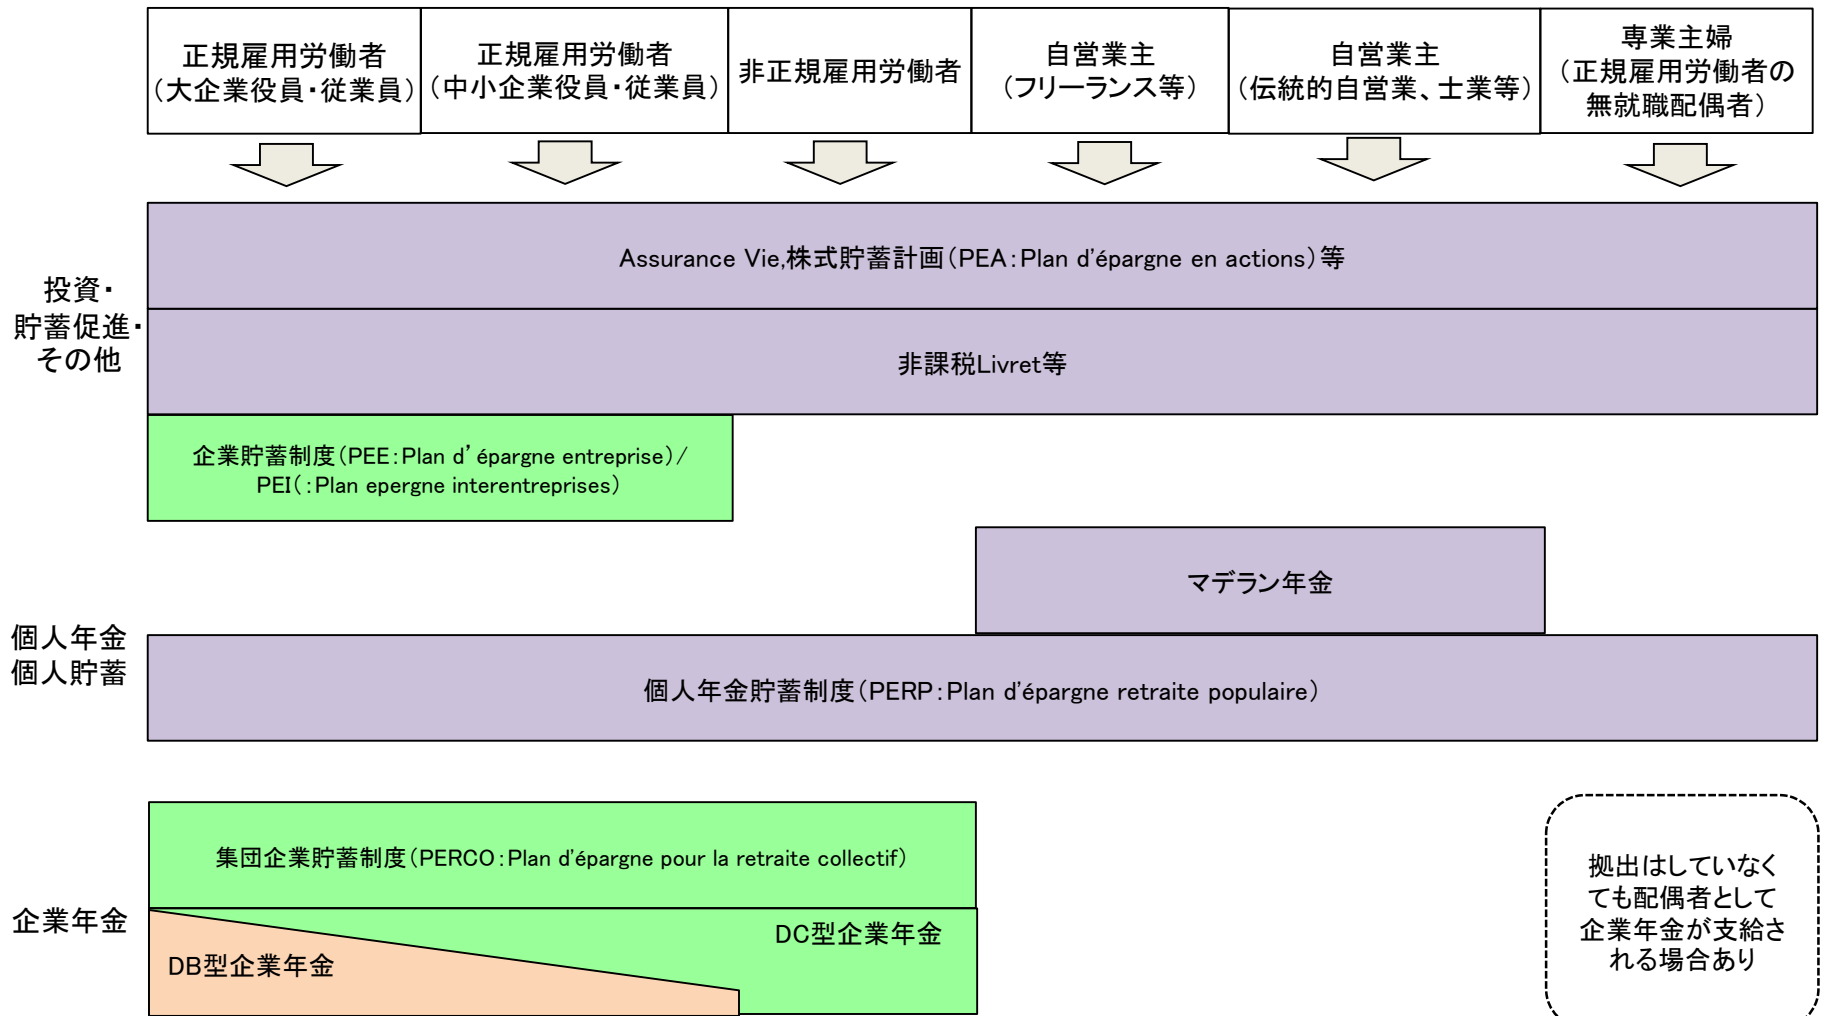 正規雇用労働者
(大企業役員・従業員)
正規雇用労働者
(中小企業役員・従業員)
非正規雇用労働者
自営業主
(フリーランス等)
自営業主
(伝統的自営業、士業等)
専業主婦
(正規雇用労働者の
無就職配偶者)
投資・
貯蓄促進・
その他
Assurance Vie,株式貯蓄計画(PEA:Plan d'épargne en actions)等
非課税Livret等
企業貯蓄制度(PEE:Plan d’épargne entreprise)/
PEI(:Plan epergne interentreprises)
個人年金
個人貯蓄
マデラン年金
個人年金貯蓄制度(PERP:Plan d'épargne retraite populaire)
企業年金
集団企業貯蓄制度(PERCO:Plan d'épargne pour la retraite collectif)
DC型企業年金
DB型企業年金
拠出はしていなく
ても配偶者として
企業年金が支給さ
れる場合あり